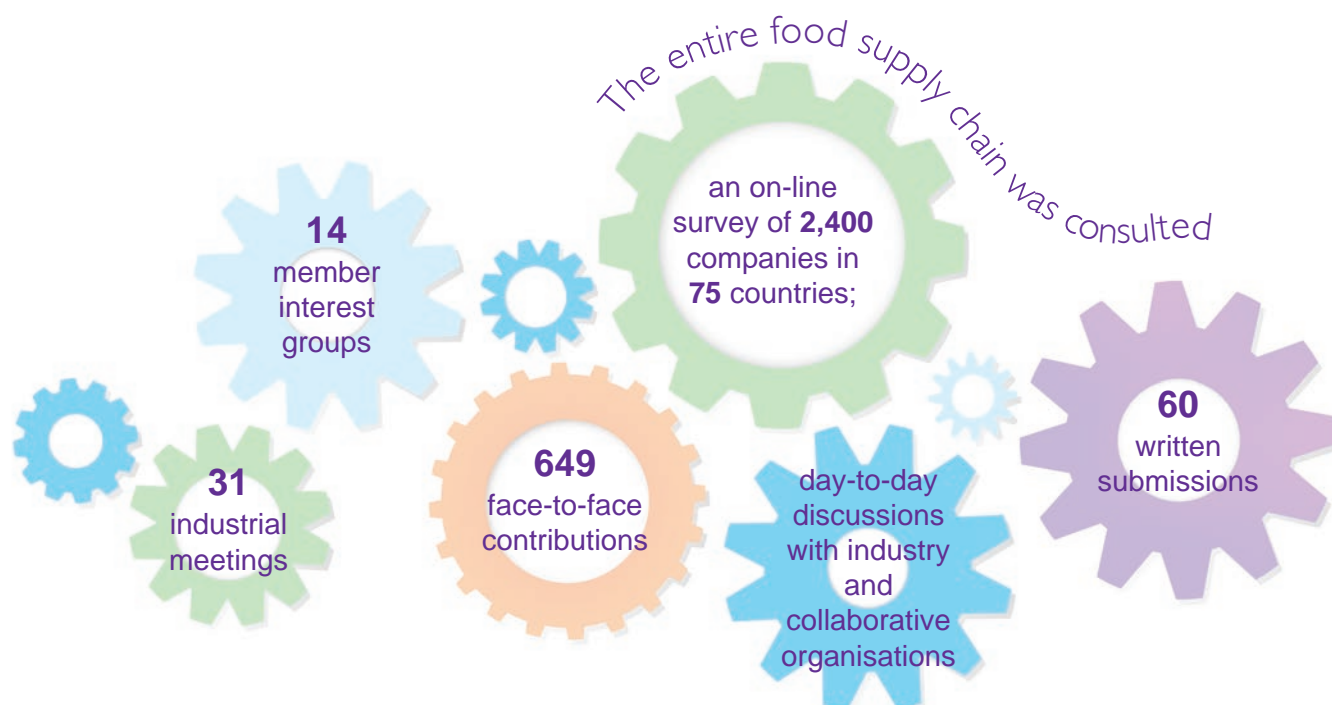 The entire food supply chain was consulted
an on-line
survey of 2,400
companies in
75 countries;
14
member
interest
groups
60
written
submissions
31
industrial
meetings
649
face-to-face
contributions
day-to-day
discussions
with industry
and
collaborative
organisations